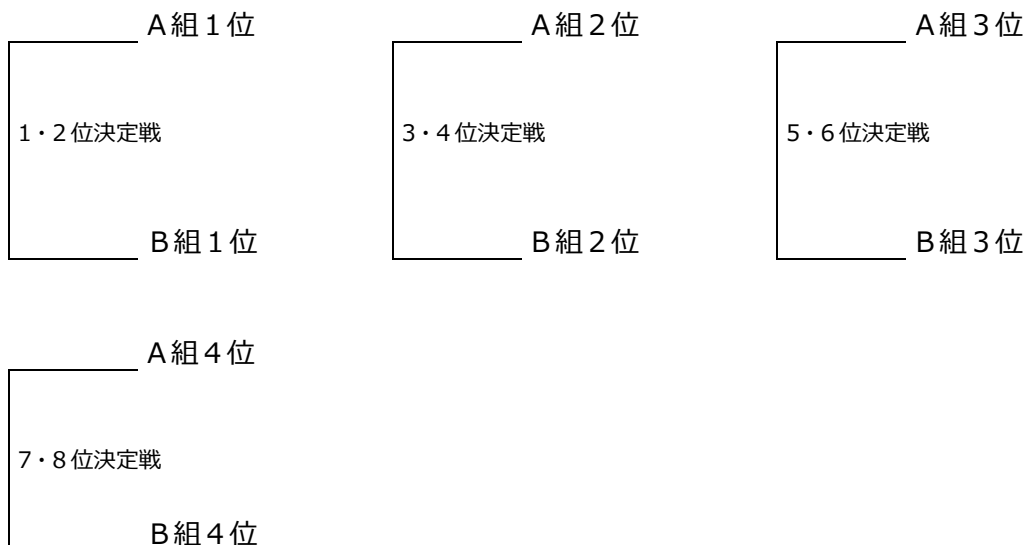 A組1位
A組2位
A組3位
1・2位決定戦
3・4位決定戦
5・6位決定戦
B組1位
B組2位
B組3位
A組4位
7・8位決定戦
B組4位